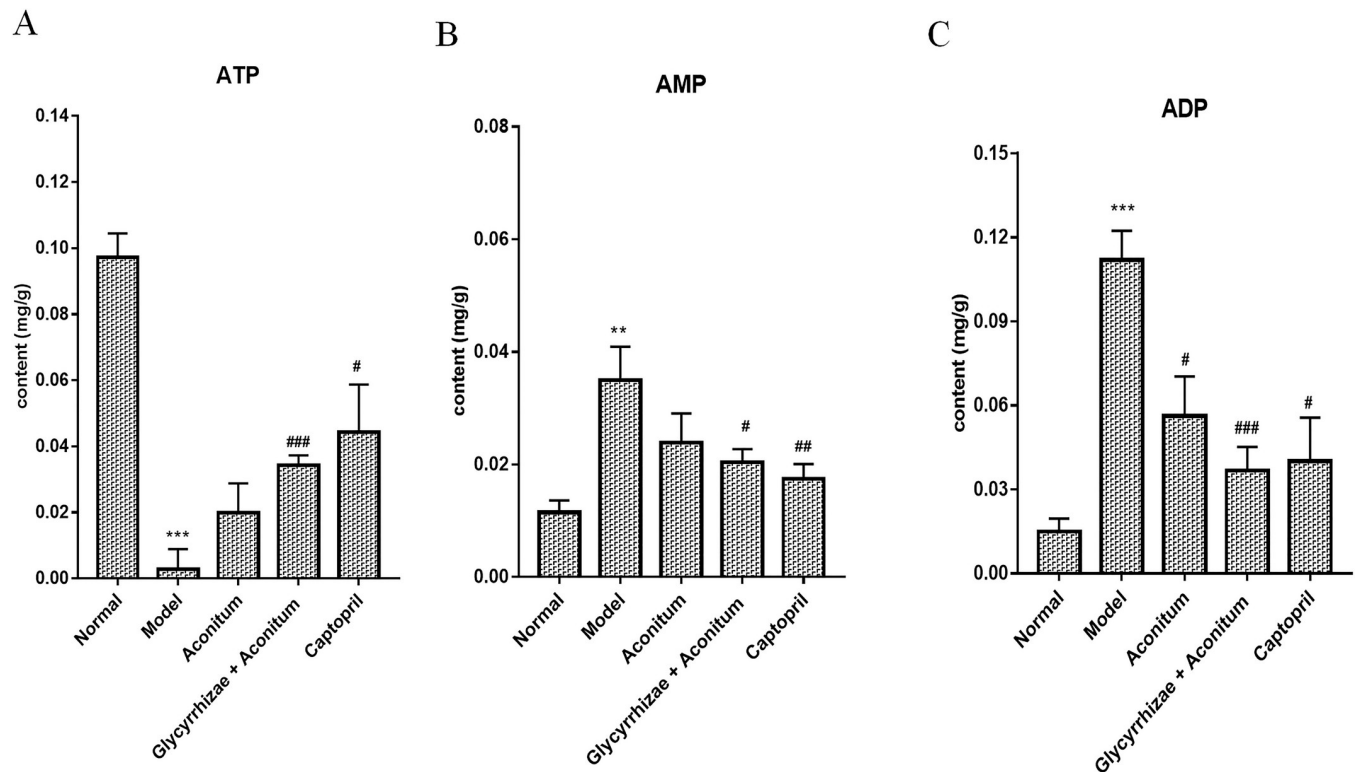 A
ATP
content (mg/g)
0.14
0.12
0.10
0.08
0.06
0.04
0.02
0.00
***
###
#
Normal
Model
Aconitum
Glycyrrhizae + Aconitum
Captopril
B
AMP
content (mg/g)
0.08
0.06
0.04
0.02
0.00
**
#
##
Normal
Model
Aconitum
Glycyrrhizae + Aconitum
Captopril
C
ADP
content (mg/g)
0.15
0.12
0.09
0.06
0.03
0.00
***
#
###
#
Normal
Model
Aconitum
Glycyrrhizae + Aconitum
Captopril